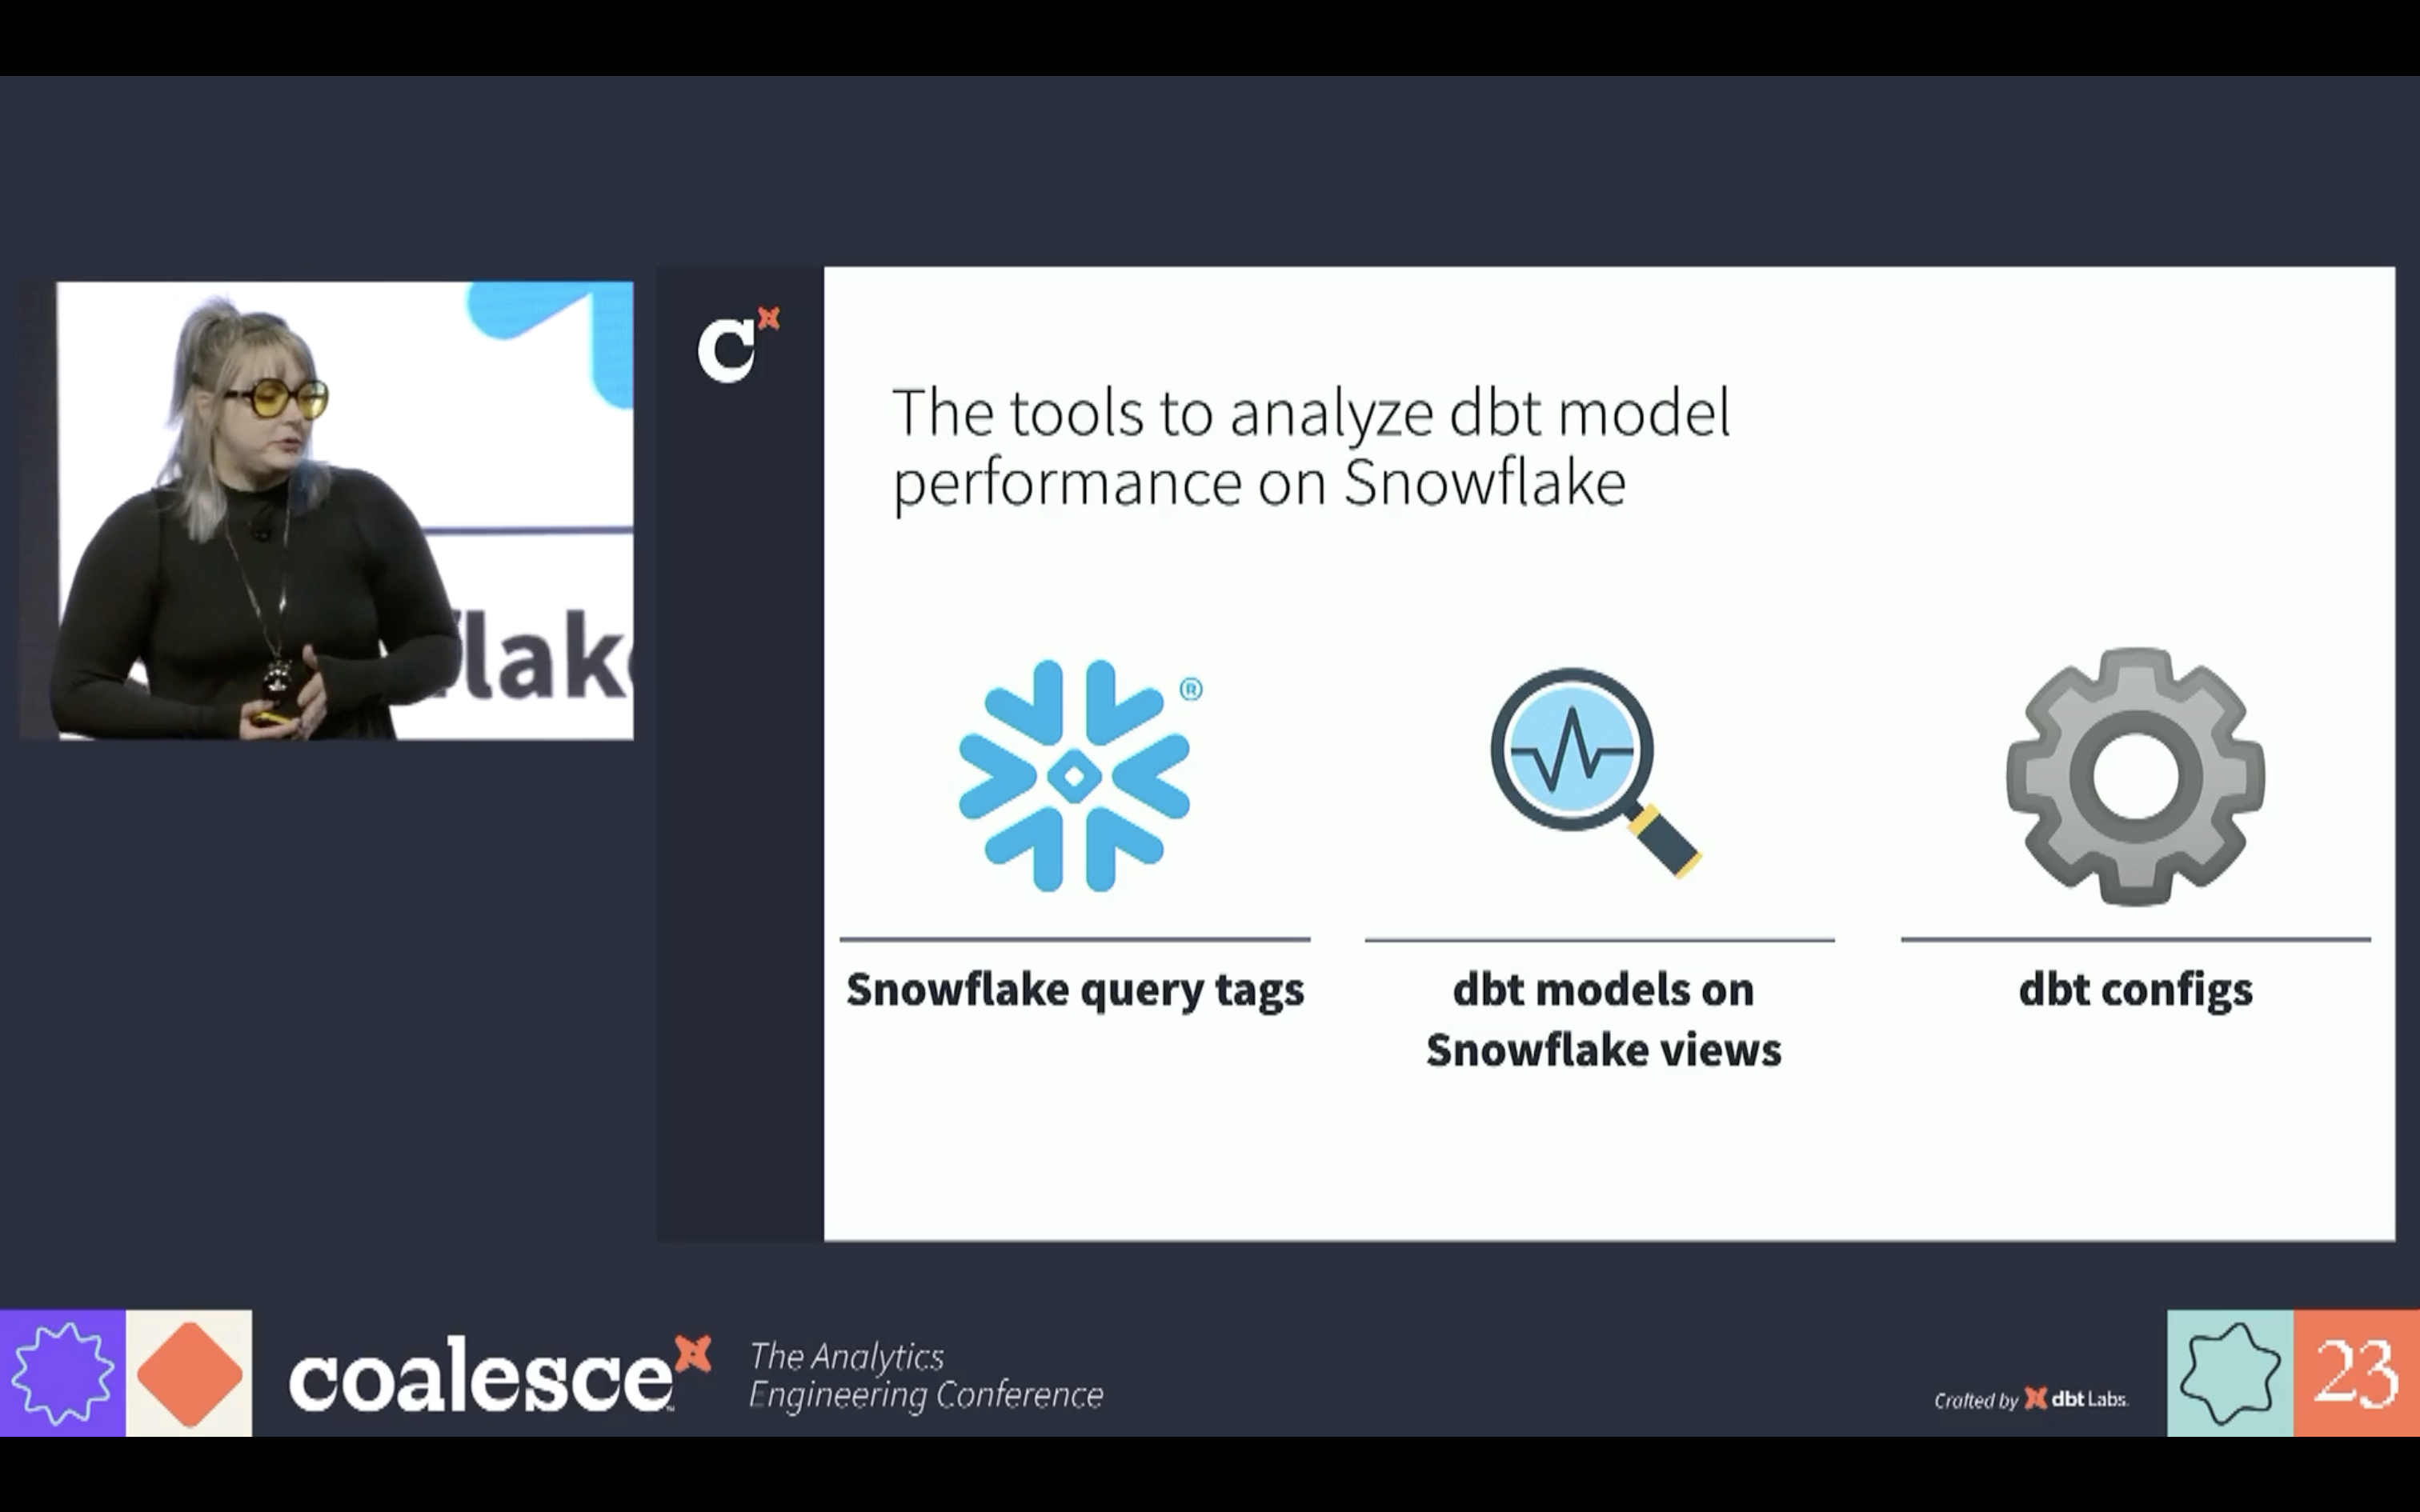 flak
C
The tools to analyze dbt model
performance on Snowflake
®
Snowflake query tags
dbt models on
Snowflake views
dbt configs
coalesce
The Analytics
Engineering Conference
Crafted by dbt Labs.
23